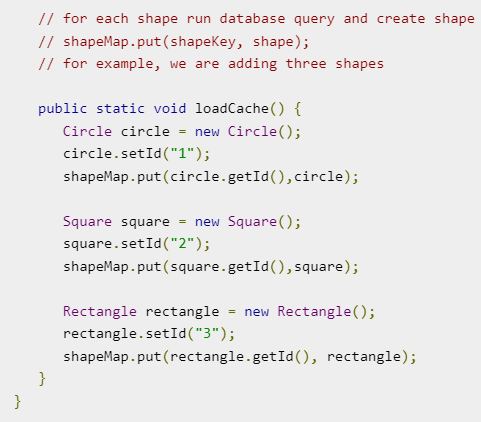 // for each shape run database query and create shape
// shapeMap.put(shapeKey, shape);
// for example, we are adding three shapes
public static void loadCache() {
Circle circle = new Circle();
circle.setId("1");
shapeMap.put(circle.getId(),circle);
Square square = new Square();
square.setId("2");
shapeMap.put(square.getId(),square);
Rectangle rectangle = new Rectangle();
rectangle.setId("3");
shapeMap.put(rectangle.getId(), rectangle);
}
}